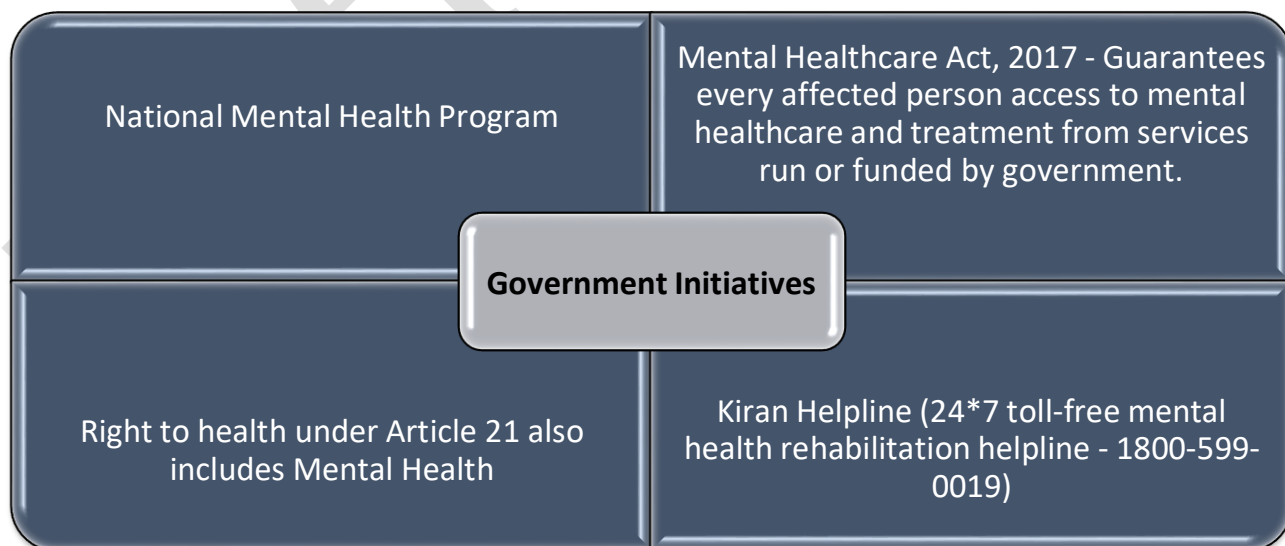 National Mental Health Program
Mental Healthcare Act, 2017 - Guarantees
every affected person access to mental
healthcare and treatment from services
run or funded by government.
Government Initiatives
Right to health under Article 21 also
includes Mental Health
Kiran Helpline (24*7 toll-free mental
health rehabilitation helpline - 1800-599-
0019)